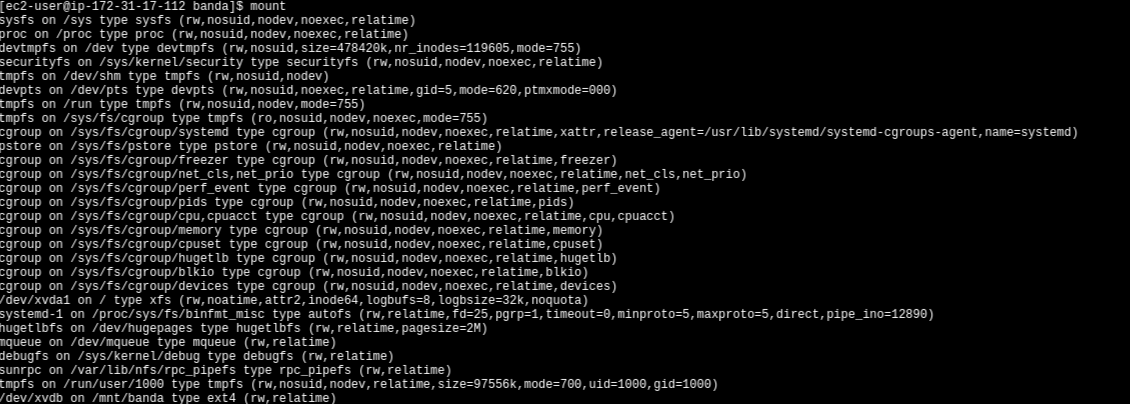 [ec2-user@ip-172-31-17-112 banda]$ mount
sysfs on /sys type sysfs (rw,nosuid,nodev,noexec,relatime)
proc on /proc type proc (rw,nosuid,nodev,noexec,relatime)
devtmpfs on /dev type devtmpfs (rw,nosuid,size=478420k,nr_inodes=119605,mode=755)
securityfs on /sys/kernel/security type securityfs (rw,nosuid,nodev,noexec,relatime)
tmpfs on /dev/shm type tmpfs (rw,nosuid,nodev)
devpts on /dev/pts type devpts (rw,nosuid,noexec,relatime,gid=5,mode=620,ptmxmode=000)
tmpfs on /run type tmpfs (rw,nosuid,nodev,mode=755)
tmpfs on /sys/fs/cgroup type tmpfs (ro,nosuid,nodev,noexec,mode=755)
cgroup on /sys/fs/cgroup/systemd type cgroup (rw,nosuid,nodev,noexec,relatime,xattr,release_agent=/usr/lib/systemd/systemd-cgroups-agent,name=systemd)
pstore on /sys/fs/pstore type pstore (rw,nosuid,nodev,noexec,relatime)
cgroup on /sys/fs/cgroup/freezer type cgroup (rw,nosuid,nodev,noexec,relatime,freezer)
cgroup on /sys/fs/cgroup/net_cls,net_prio type cgroup (rw,nosuid,nodev,noexec,relatime,net_cls,net_prio)
cgroup on /sys/fs/cgroup/perf_event type cgroup (rw,nosuid,nodev,noexec,relatime,perf_event)
cgroup on /sys/fs/cgroup/pids type cgroup (rw,nosuid,nodev,noexec,relatime,pids)
cgroup on /sys/fs/cgroup/cpu,cpuacct type cgroup (rw,nosuid,nodev,noexec,relatime,cpu,cpuacct)
cgroup on /sys/fs/cgroup/memory type cgroup (rw,nosuid,nodev,noexec,relatime,memory)
cgroup on /sys/fs/cgroup/cpuset type cgroup (rw,nosuid,nodev,noexec,relatime,cpuset)
cgroup on /sys/fs/cgroup/hugetlb type cgroup (rw,nosuid,nodev,noexec,relatime,hugetlb)
cgroup on /sys/fs/cgroup/blkio type cgroup (rw,nosuid,nodev,noexec,relatime,blkio)
cgroup on /sys/fs/cgroup/devices type cgroup (rw,nosuid,nodev,noexec,relatime,devices)
/dev/xvda1 on / type xfs (rw,noatime,attr2,inode64,logbufs=8,logbsize=32k,noquota)
systemd-1 on /proc/sys/fs/binfmt_misc type autofs (rw,relatime,fd=25,pgrp=1,timeout=0,minproto=5,maxproto=5,direct,pipe_ino=12890)
hugetlbfs on /dev/hugepages type hugetlbfs (rw,relatime,pagesize=2M)
mqueue on /dev/mqueue type mqueue (rw,relatime)
debugfs on /sys/kernel/debug type debugfs (rw,relatime)
sunrpc on /var/lib/nfs/rpc_pipefs type rpc_pipefs (rw,relatime)
tmpfs on /run/user/1000 type tmpfs (rw,nosuid,nodev,relatime,size=97556k,mode=700,uid=1000,gid=1000)
/dev/xvdb on /mnt/banda type ext4 (rw,relatime)